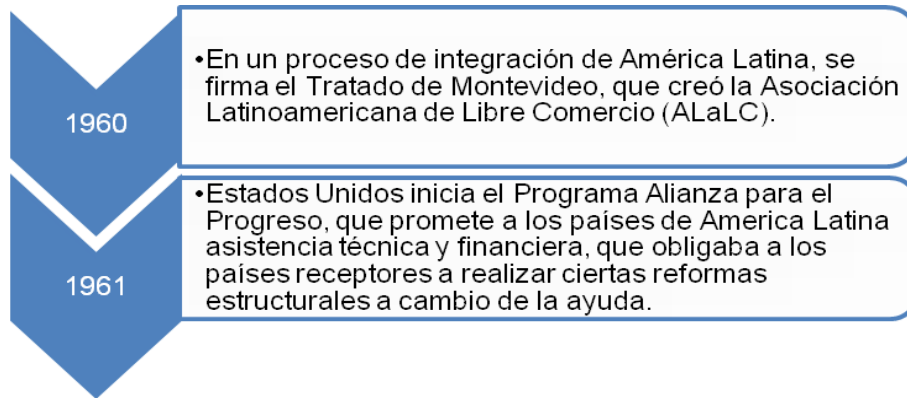 1960
•En un proceso de integración de América Latina, se
firma el Tratado de Montevideo, que creó la Asociación
Latinoamericana de Libre Comercio (ALaLC).
1961
•Estados Unidos inicia el Programa Alianza para el
Progreso, que promete a los países de America Latina
asistencia técnica y financiera, que obligaba a los
países receptores a realizar ciertas reformas
estructurales a cambio de la ayuda.